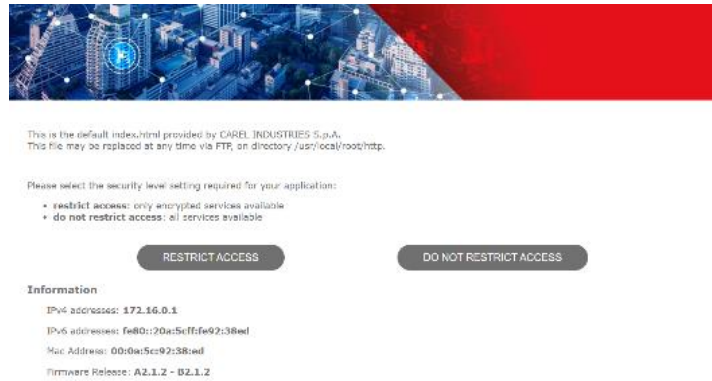 This is the default index.html provided by CAREL INDUSTRIES S.p.A.
This file may be replaced at any time via FTP, on directory /usr/local/root/http.
Please select the security level setting required for your application:
• restrict access: only encrypted services available
• do not restrict access: all services available
RESTRICT ACCESS
DO NOT RESTRICT ACCESS
Information
IPv4 addresses: 172.16.0.1
IPv6 addresses: fe80::20a:5cff:fe92:38ed
Mac Address: 00:0a:5c:92:38:ed
Firmware Release: A2.1.2 - B2.1.2